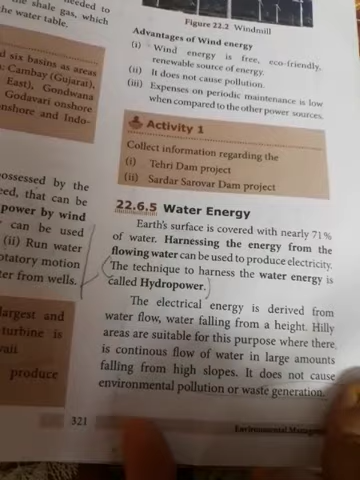 needed to
he shale gas, which
he water table.
d six basins as areas
Cambay (Gujarat),
East), Gondwana
Godavari onshore
nshore and Indo-
ossessed by the
eed, that can be
power by wind
can be used
(ii) Run water
otatory motion
ter from wells.
largest and
turbine is
vaii
produce
321
Figure 22.2 Windmill
Advantages of Wind energy
(i) Wind energy is free, eco-friendly,
renewable source of energy.
(ii) It does not cause pollution.
(iii) Expenses on periodic maintenance is low
when compared to the other power sources.
Activity 1
Collect information regarding the
(i) Tehri Dam project
(ii) Sardar Sarovar Dam project
22.6.5 Water Energy
Earth's surface is covered with nearly 71%
of water. Harnessing the energy from the
flowing water can be used to produce electricity.
The technique to harness the water energy is
called Hydropower.
The electrical energy is derived from
water flow, water falling from a height. Hilly
areas are suitable for this purpose where there
is continous flow of water in large amounts
falling from high slopes. It does not cause
environmental pollution or waste generation.
Environmental Manage